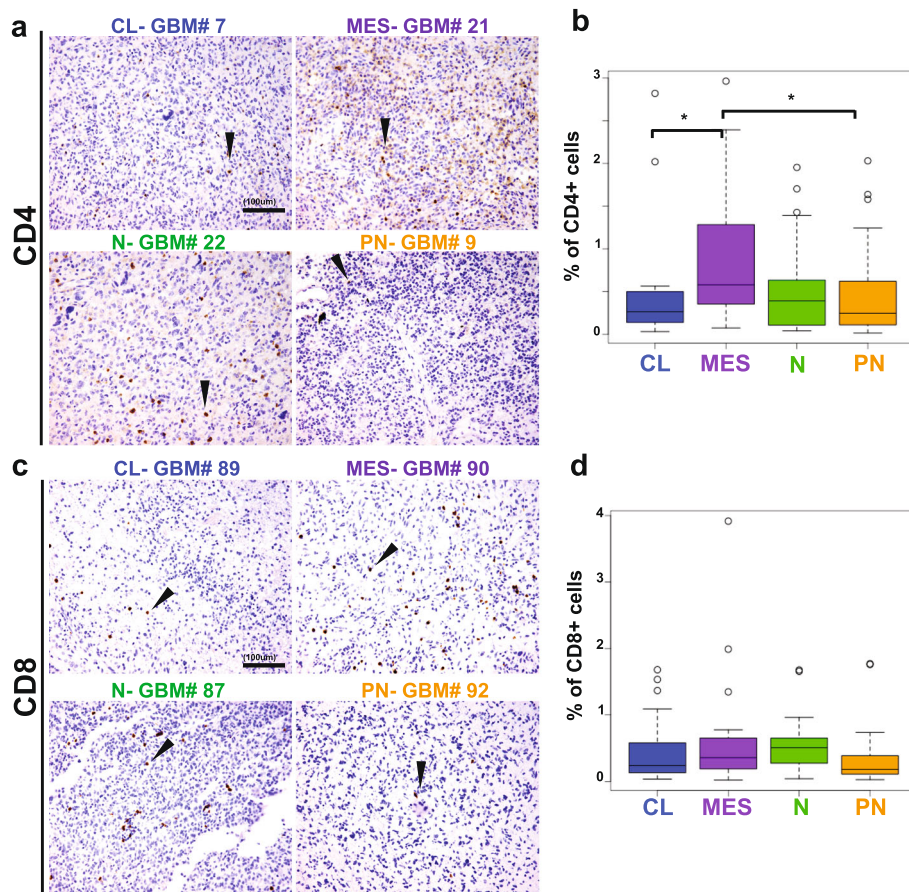 a
CL- GBM# 7
MES- GBM# 21
(100um)
N- GBM# 22
PN- GBM# 9
CD4
b
% of CD4+ cells
3
2
1
0
*
*
CL
MES
N
PN
c
CL- GBM# 89
MES- GBM# 90
(100um)
N- GBM# 87
PN- GBM# 92
CD8
d
% of CD8+ cells
4
3
2
1
0
CL
MES
N
PN